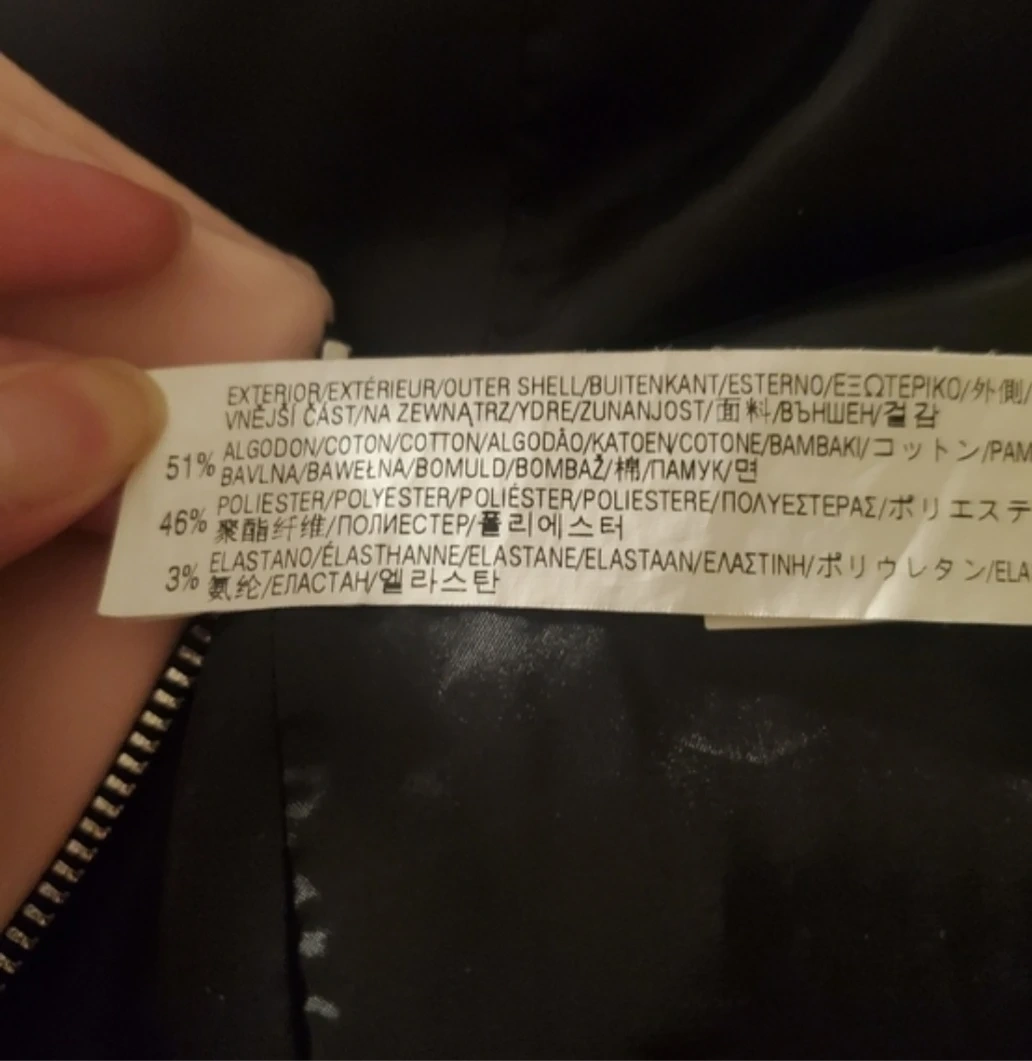 EXTERIOR/EXTÉRIEUR/OUTER SHELL/BUITENKANT/ESTERNO/ΕΞΩΤΕΡΙΚΟ/外側/
VNĚJŠÍ ČÁST/NA ZEWNĄTRZ/YDRE/ZUNANJOST/面料/ВЪНШЕН/겉감
51% ALGODON/COTON/COTTON/ALGODÃO/KATOEN/COTONE/BAMBAKI/コットン/PAM
BAVLNA/BAWEŁNA/BOMULD/BOMBAŽ/棉/ПАМУК/면
46% POLIESTER/POLYESTER/POLIÉSTER/POLIESTERE/ΠΟΛΥΕΣΤΕΡΑΣ/ポリエステ
聚酯纤维/ПОЛИЕСТЕР/폴리에스터
3% ELASTANO/ÉLASTHANNE/ELASTANE/ELASTAAN/ΕΛΑΣΤΙΝΗ/ポリウレタン/ELA
氨纶/ЕЛАСТАН/엘라스탄